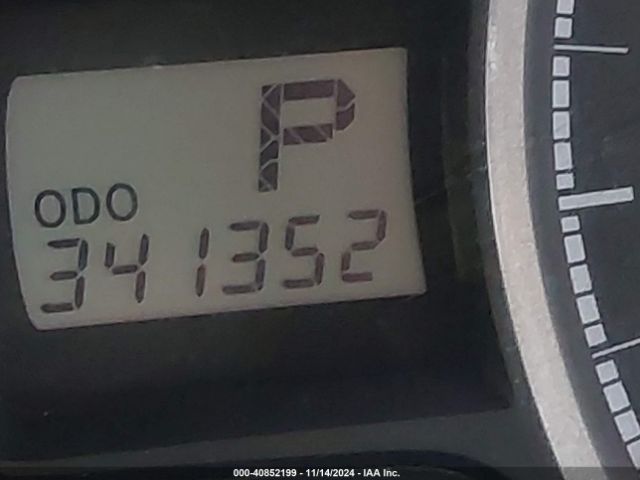 P
ODO
341352
000-40852199 - 11/14/2024 - IAA Inc.